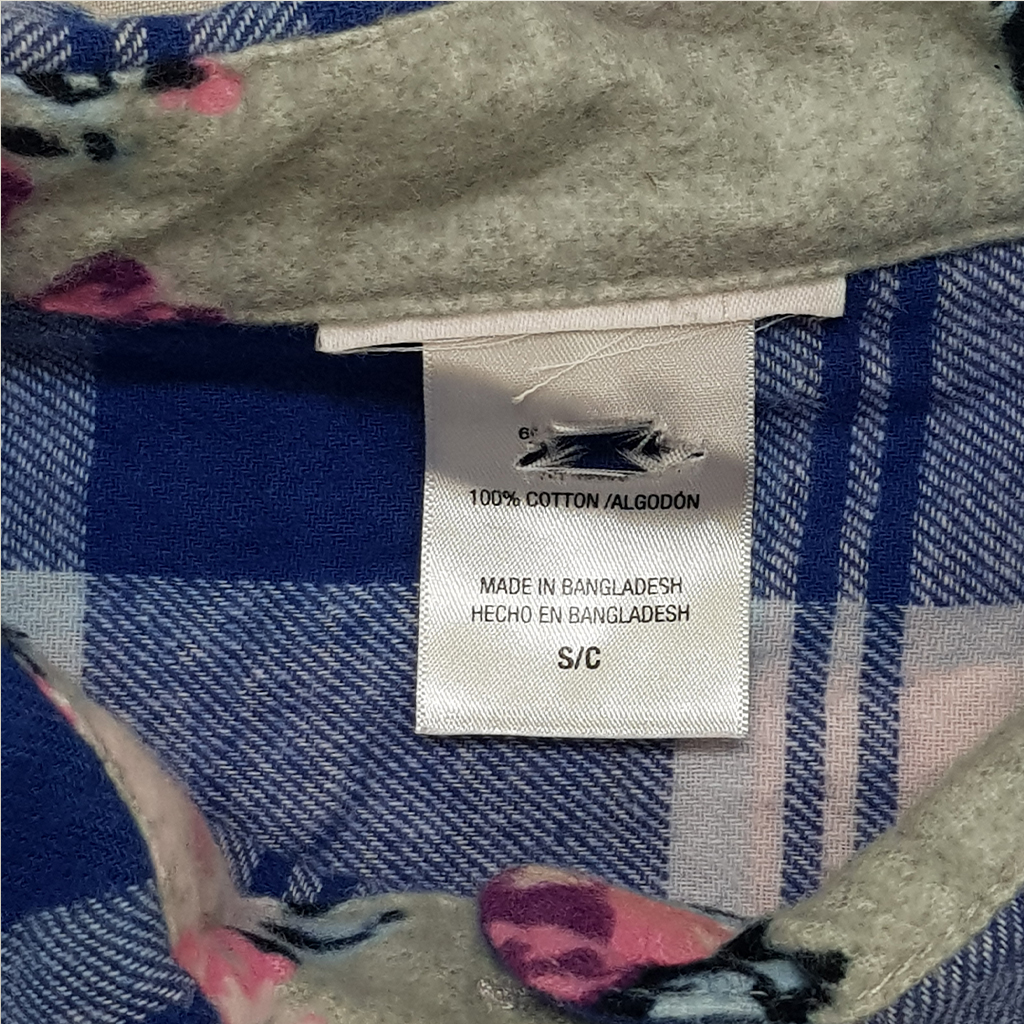 100% COTTON /ALGODÓN
MADE IN BANGLADESH
HECHO EN BANGLADESH
S/C